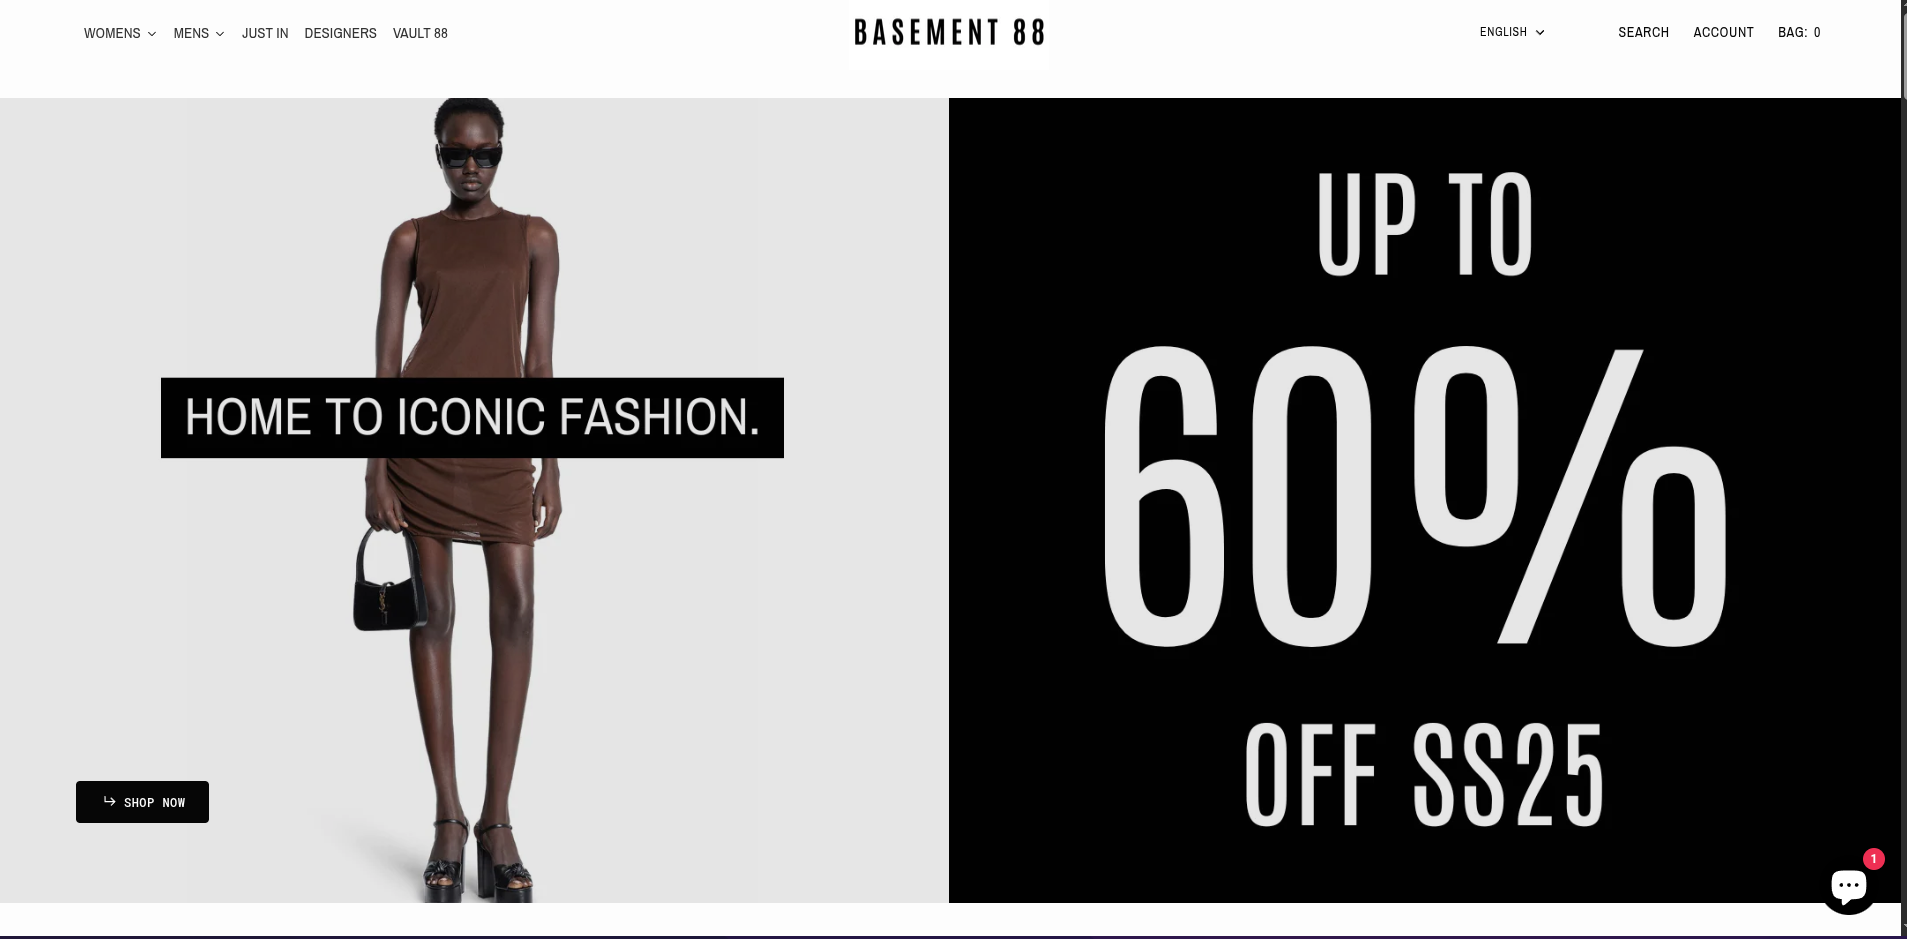 WOMENS MENS JUST IN DESIGNERS VAULT 88
BASEMENT 88
ENGLISH SEARCH ACCOUNT BAG: 0
HOME TO ICONIC FASHION.
SHOP NOW
UP TO
60%
OFF SS25
1